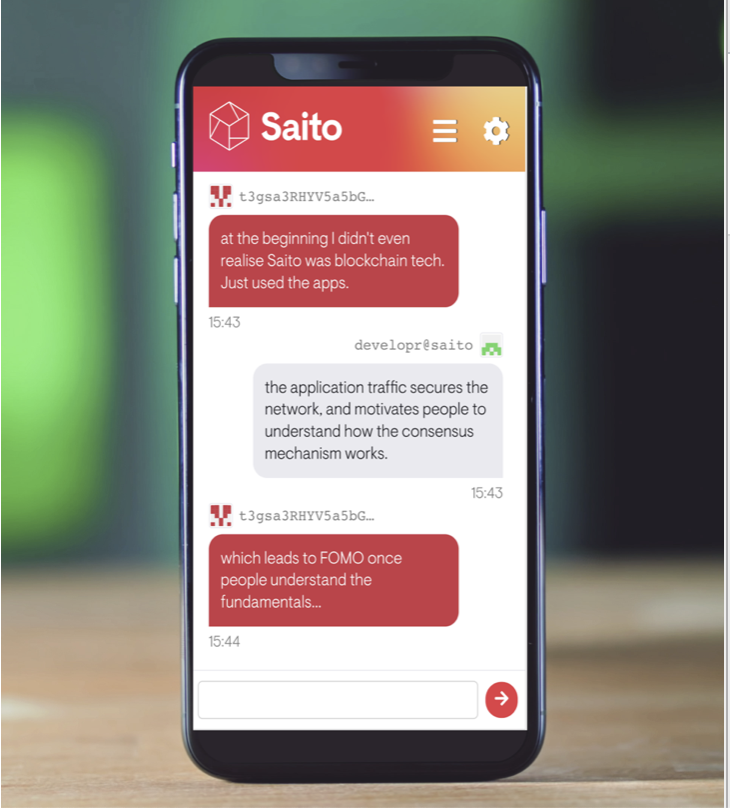 Saito
t3gsa3RHYV5a5bG…
at the beginning I didn't even
realise Saito was blockchain tech.
Just used the apps.
15:43
developr@saito
the application traffic secures the
network, and motivates people to
understand how the consensus
mechanism works.
15:43
t3gsa3RHYV5a5bG…
which leads to FOMO once
people understand the
fundamentals...
15:44